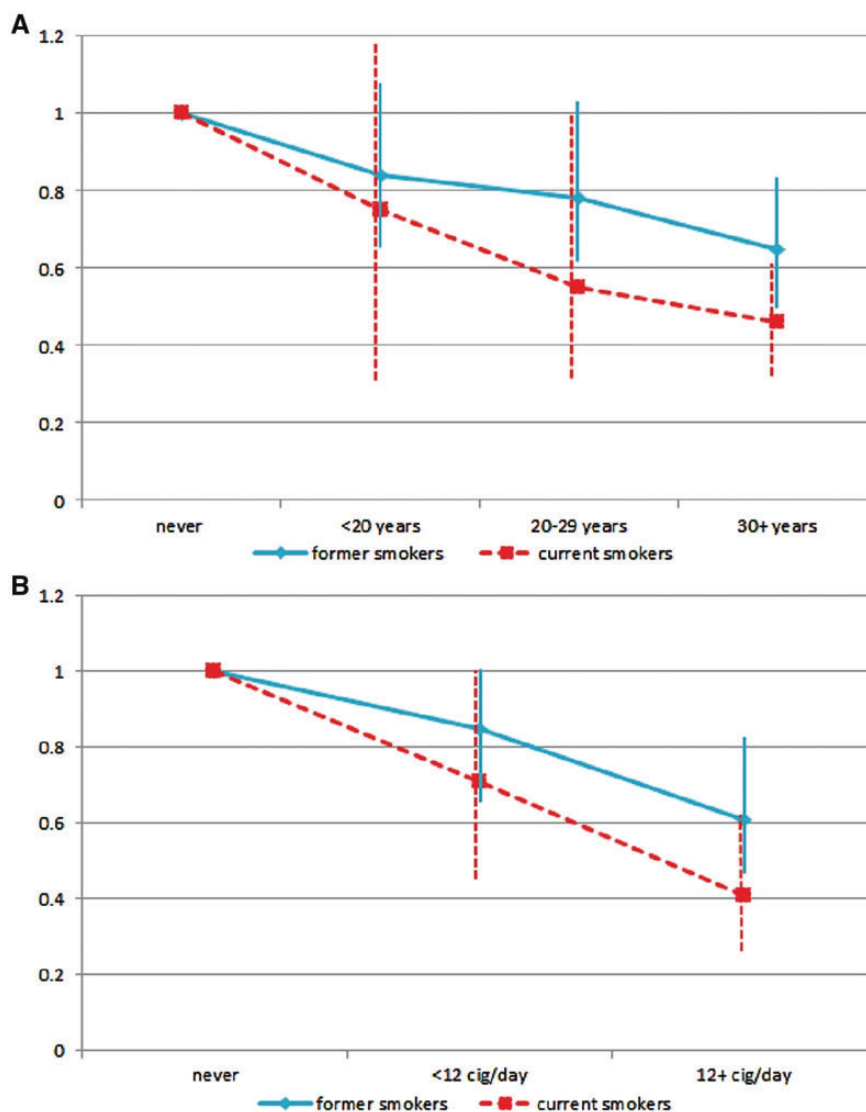 A
1.2
1
0.8
0.6
0.4
0.2
0
never <20 years 20-29 years 30+ years
former smokers current smokers
B
1.2
1
0.8
0.6
0.4
0.2
0
never <12 cig/day 12+ cig/day
former smokers current smokers